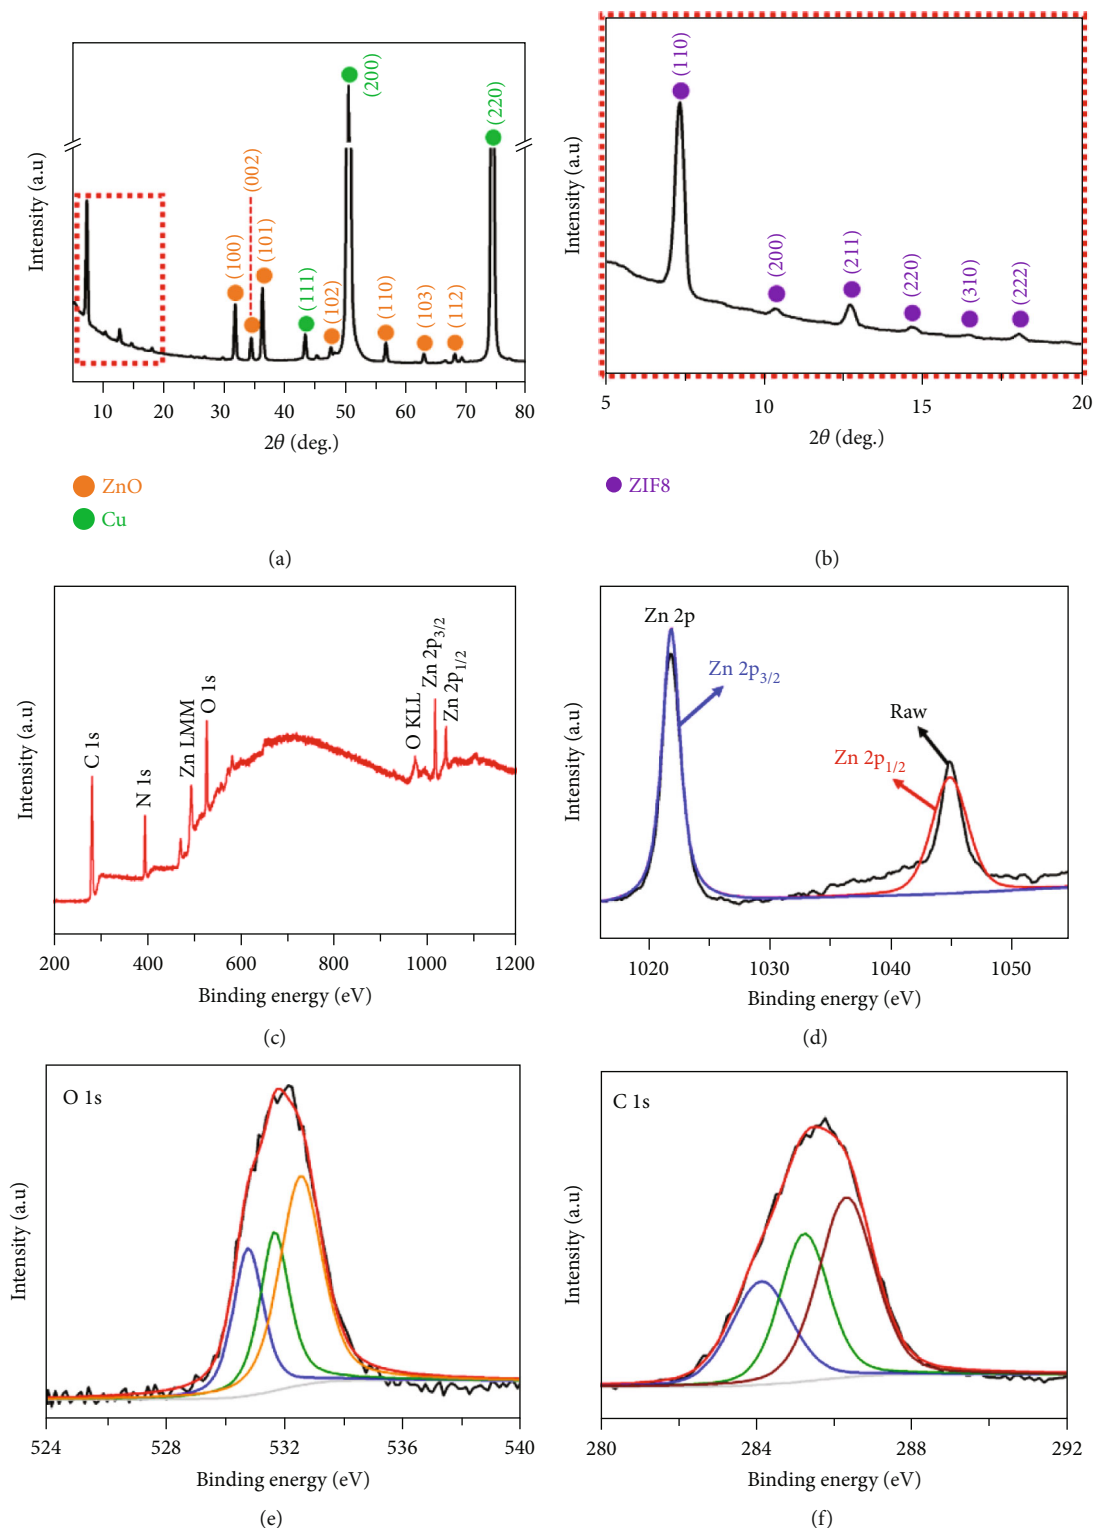 Intensity (a.u)
(100)
(002)
(101)
(111)
(102)
(200)
(110)
(103)
(112)
(220)
10 20 30 40 50 60 70 80
2θ (deg.)
ZnO
Cu
(a)
Intensity (a.u)
(110)
(200)
(211)
(220)
(310)
(222)
5 10 15 20
2θ (deg.)
ZIF8
(b)
Intensity (a.u)
C 1s
N 1s
Zn LMM
O 1s
O KLL
Zn 2p3/2
Zn 2p1/2
200 400 600 800 1000 1200
Binding energy (eV)
(c)
Intensity (a.u)
Zn 2p
Zn 2p3/2
Raw
Zn 2p1/2
1020 1030 1040 1050
Binding energy (eV)
(d)
O 1s
Intensity (a.u)
524 528 532 536 540
Binding energy (eV)
(e)
C 1s
Intensity (a.u)
280 284 288 292
Binding energy (eV)
(f)